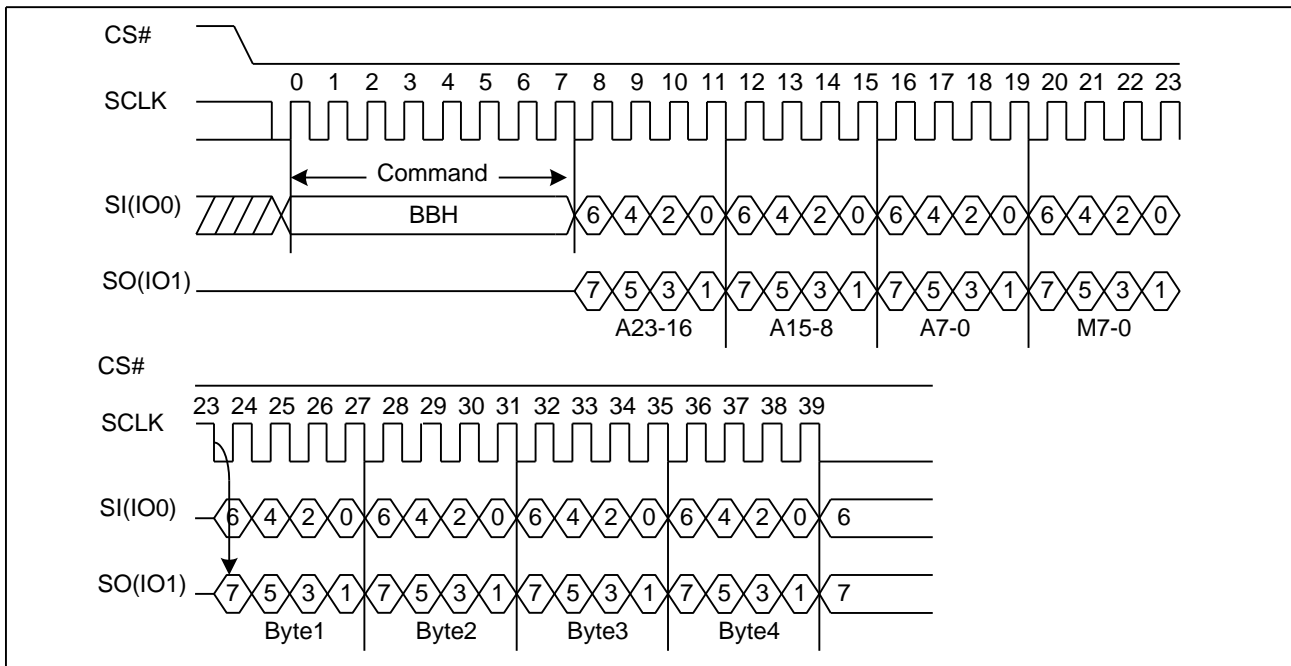 CS#
0 1 2 3 4 5 6 7 8 9 10 11 12 13 14 15 16 17 18 19 20 21 22 23
SCLK
Command
SI(IO0) BBH 6 4 2 0 6 4 2 0 6 4 2 0 6 4 2 0
SO(IO1) 7 5 3 1 7 5 3 1 7 5 3 1 7 5 3 1
A23-16 A15-8 A7-0 M7-0
CS#
23 24 25 26 27 28 29 30 31 32 33 34 35 36 37 38 39
SCLK
SI(IO0) 6 4 2 0 6 4 2 0 6 4 2 0 6 4 2 0 6
SO(IO1) 7 5 3 1 7 5 3 1 7 5 3 1 7 5 3 1 7
Byte1 Byte2 Byte3 Byte4